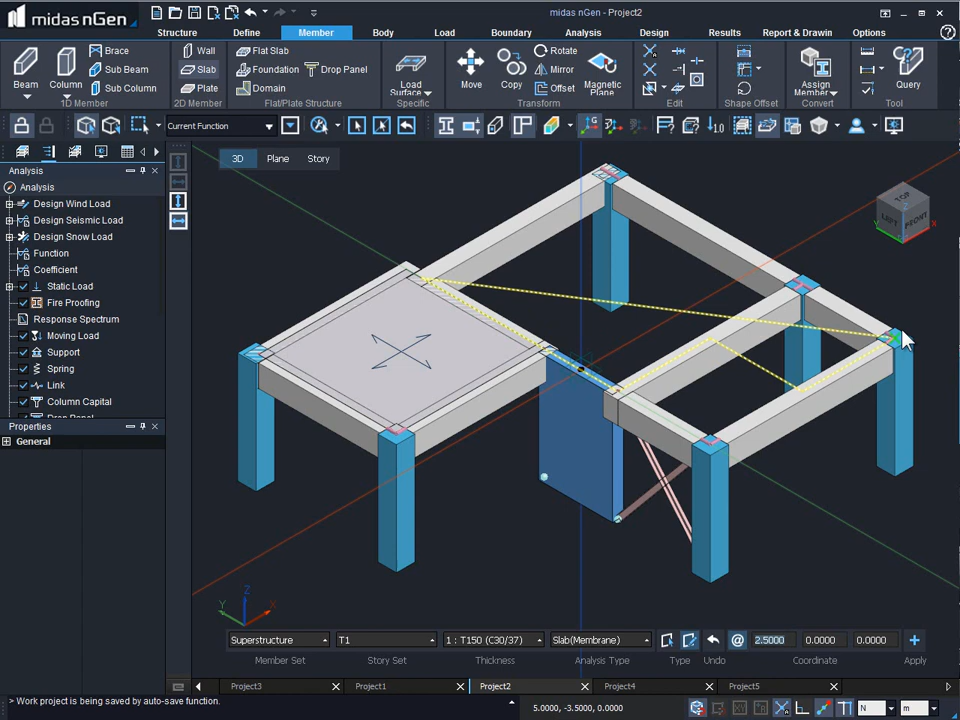 midas nGen
midas nGen - Project2
Structure
Define
Member
Body
Load
Boundary
Analysis
Design
Results
Report & Drawin
Options
Beam
Column
Brace
Sub Beam
Sub Column
1D Member
Wall
Slab
Plate
2D Member
Flat Slab
Foundation
Drop Panel
Domain
Flat/Plate Structure
Load
Surface
Specific
Move
Copy
Rotate
Mirror
Offset
Magnetic
Plane
Transform
Edit
Shape Offset
Assign
Member
Convert
Query
Tool
Current Function
G
1.0
Analysis
Analysis
Design Wind Load
Design Seismic Load
Design Snow Load
Function
Coefficient
Static Load
Fire Proofing
Response Spectrum
Moving Load
Support
Spring
Link
Column Capital
Properties
General
3D
Plane
Story
TOP
LEFT
FRONT
Y
X
Z
Y
X
Superstructure
T1
1 : T150 (C30/37)
Slab(Membrane)
@
2.5000
0.0000
0.0000
Member Set
Story Set
Thickness
Analysis Type
Type
Undo
Coordinate
Apply
Project3
Project1
Project2
Project4
Project5
> Work project is being saved by auto-save function.
5.0000, -3.5000, 0.0000
N
m